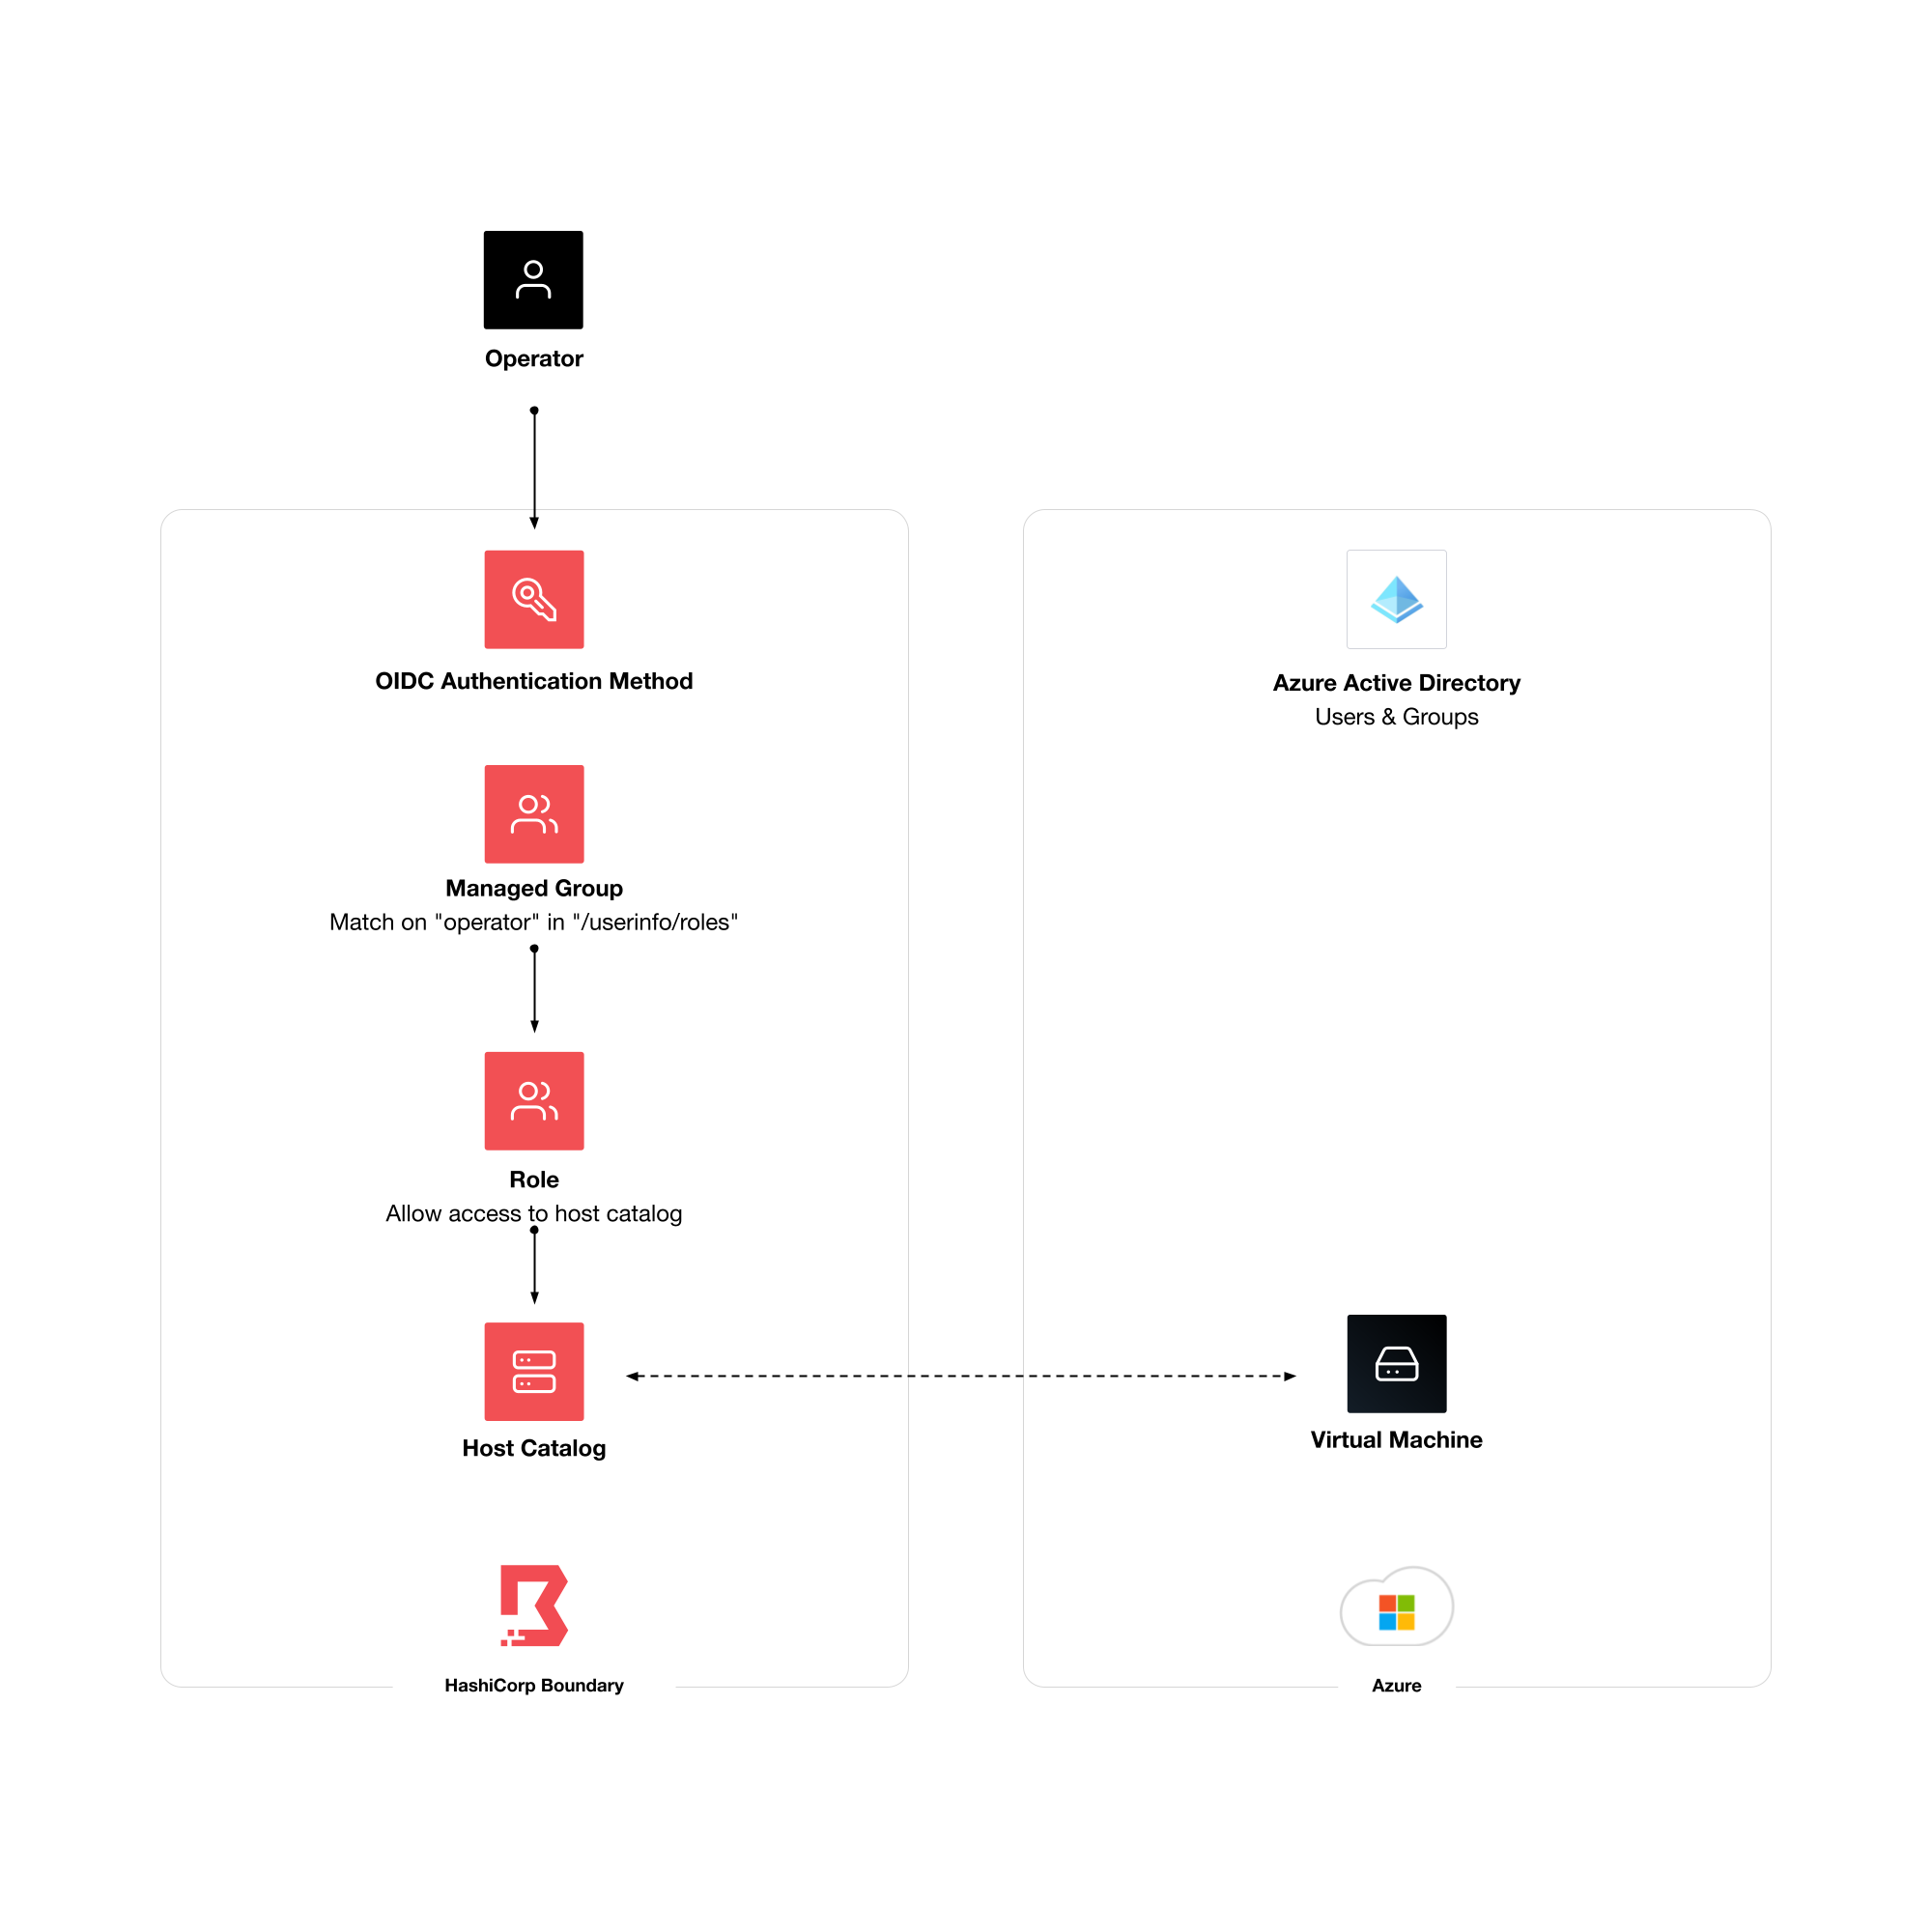 Operator
OIDC Authentication Method
Managed Group
Match on "operator" in "/userinfo/roles"
Role
Allow access to host catalog
Host Catalog
HashiCorp Boundary
Azure Active Directory
Users & Groups
Virtual Machine
Azure